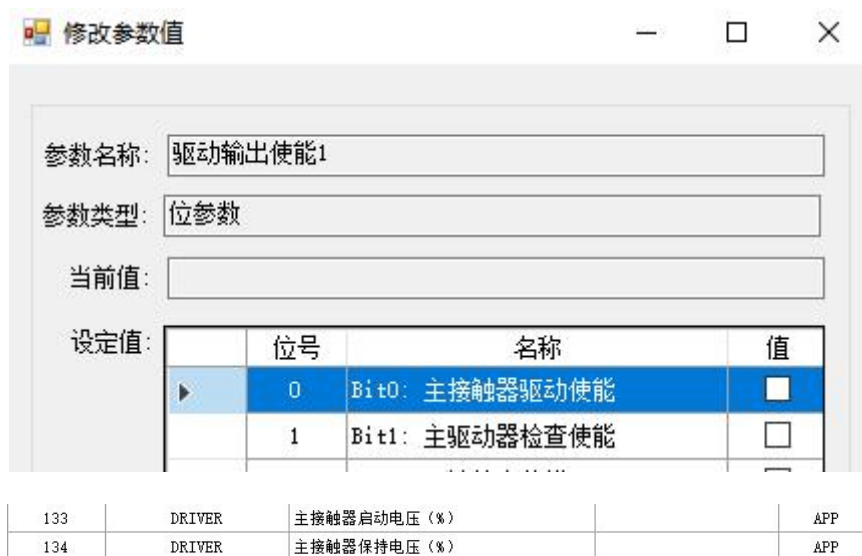 修改参数值
参数名称: 驱动输出使能1
参数类型: 位参数
当前值:
设定值: 位号 名称 值
0 Bit0: 主接触器驱动使能
1 Bit1: 主驱动器检查使能
133 DRIVER 主接触器启动电压(%) APP
134 DRIVER 主接触器保持电压(%) APP